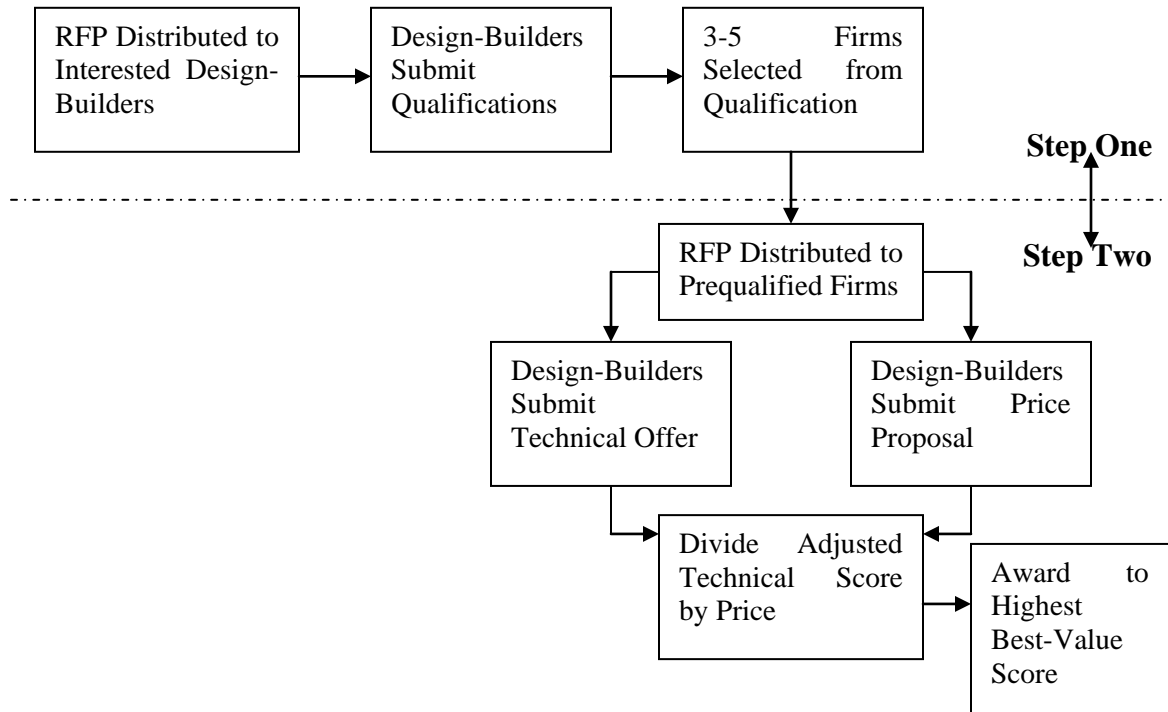 RFP Distributed to
Interested Design-
Builders
Design-Builders
Submit
Qualifications
3-5 Firms
Selected from
Qualification
Step One
Step Two
RFP Distributed to
Prequalified Firms
Design-Builders
Submit
Technical Offer
Design-Builders
Submit Price
Proposal
Divide Adjusted
Technical Score
by Price
Award to
Highest
Best-Value
Score